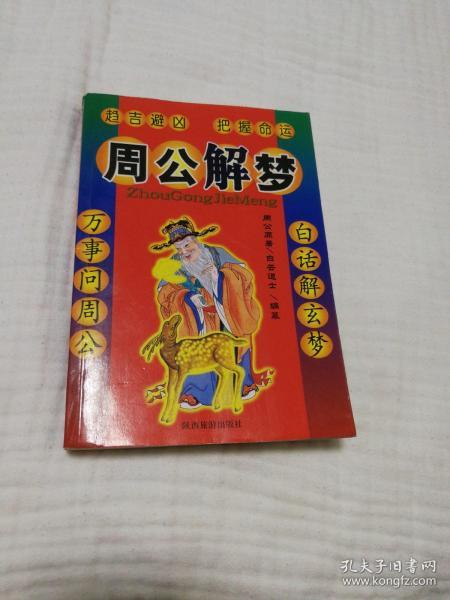 趋吉避凶 把握命运
周公解梦
ZhouGongJieMeng
万事问周公
白话解玄梦
周公原著/白云道士/编纂
陕西旅游出版社
孔夫子旧书网
www.kongfz.com